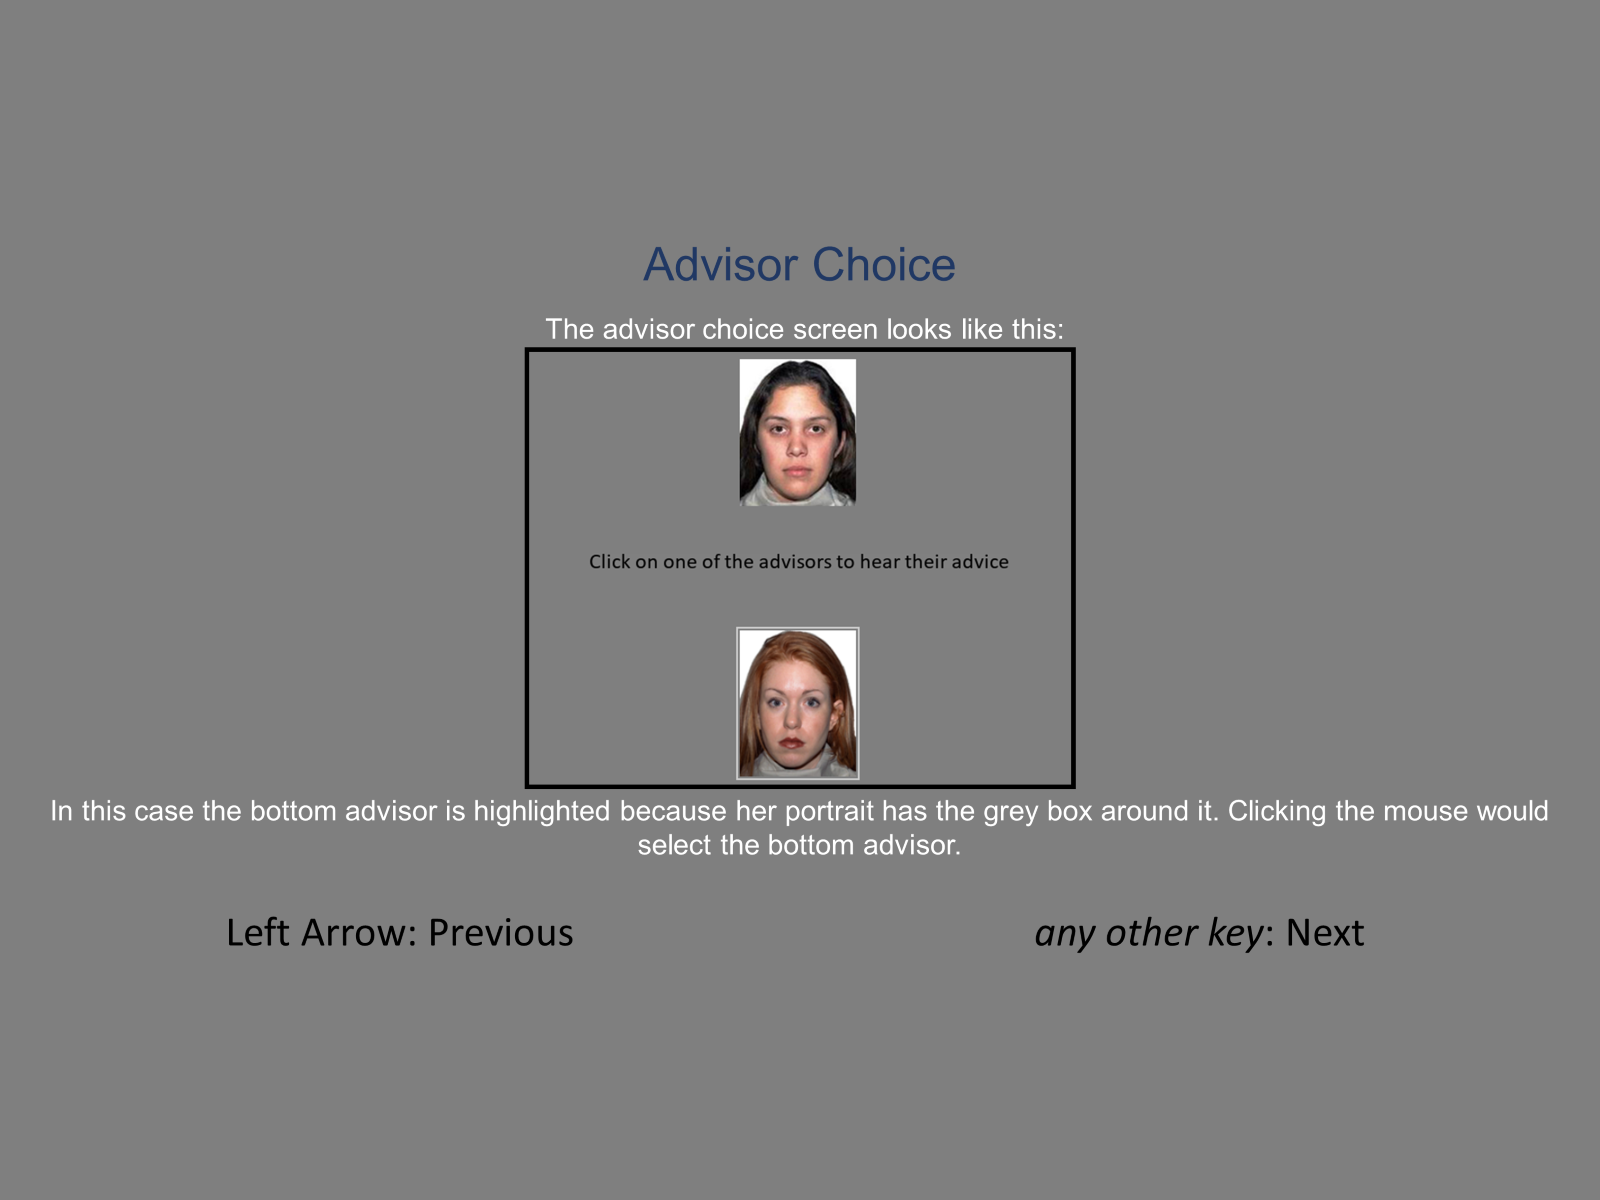 Advisor Choice
The advisor choice screen looks like this:
Click on one of the advisors to hear their advice
In this case the bottom advisor is highlighted because her portrait has the grey box around it. Clicking the mouse would
select the bottom advisor.
Left Arrow: Previous
any other key: Next